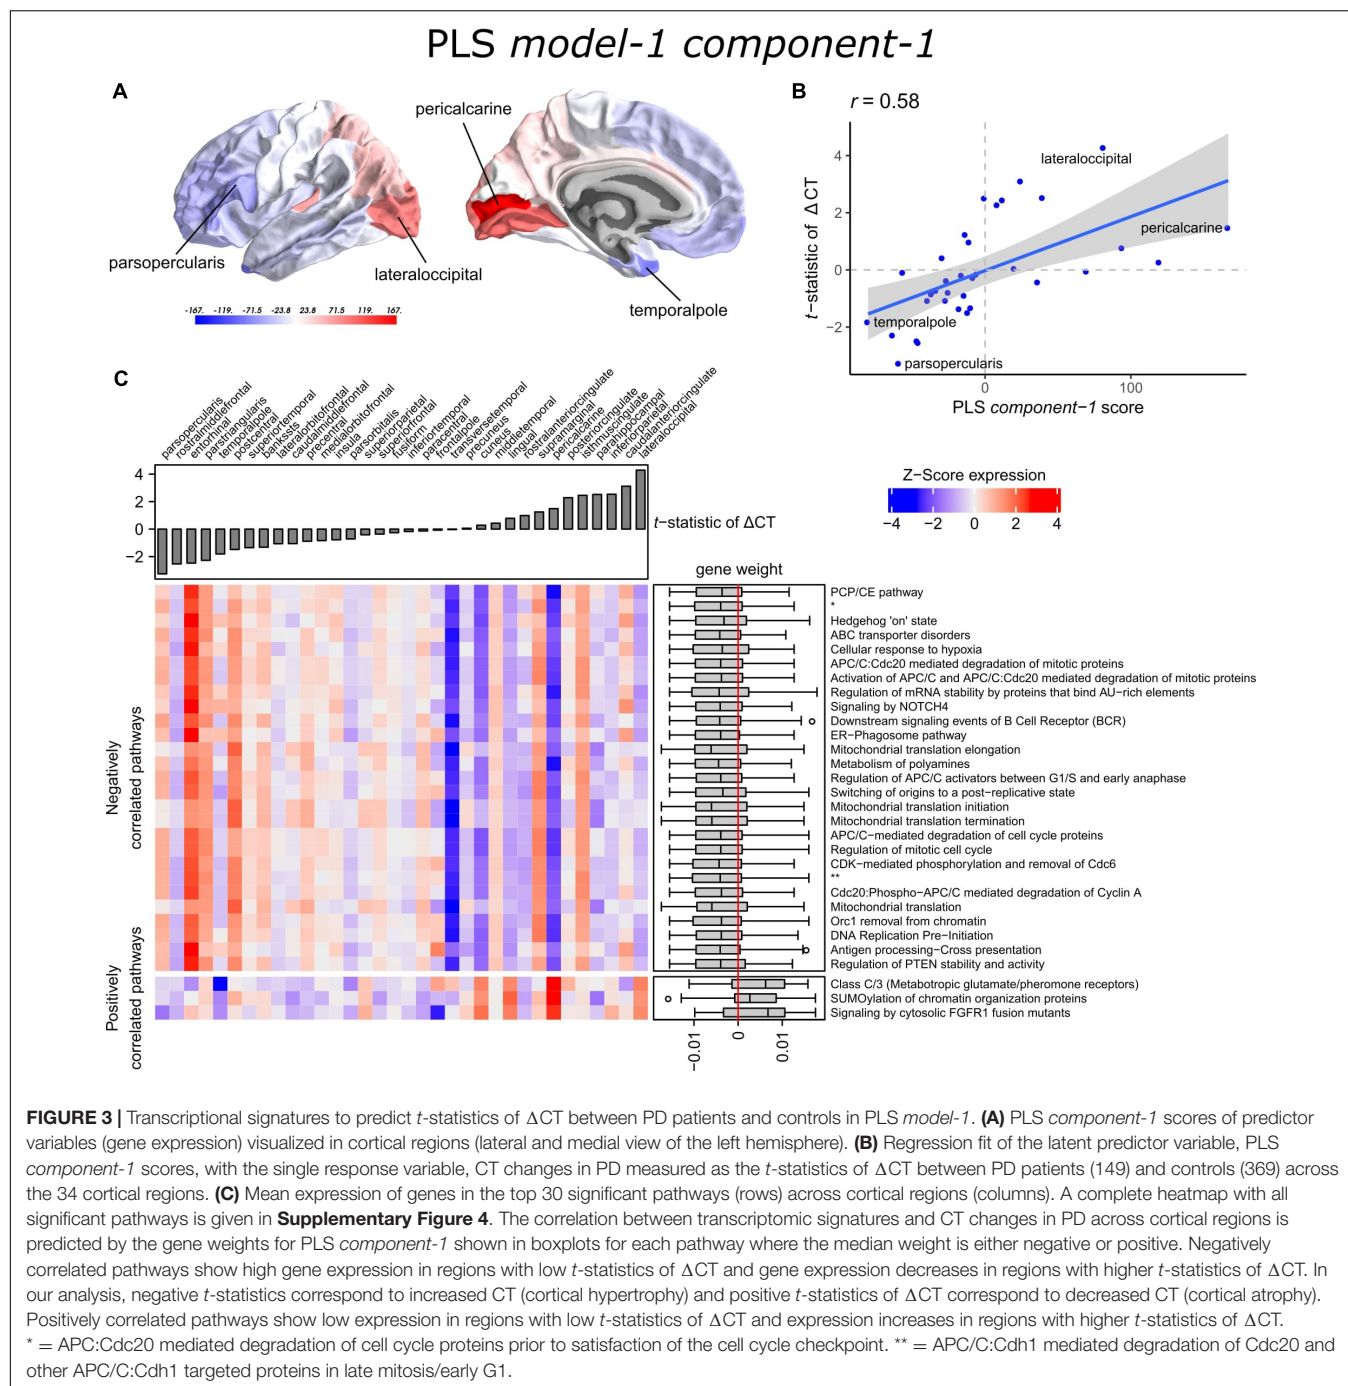 PLS model-1 component-1
A
pericalcarine
parsopercularis
lateraloccipital
temporalpole
-167. -119. -71.5 -23.8 23.8 71.5 119. 167.
B
r = 0.58
t−statistic of ΔCT
4
2
0
−2
lateraloccipital
pericalcarine
temporalpole
parsopercularis
0
100
PLS component−1 score
C
parsopercularis
rostralmiddlefrontal
entorhinal
parstriangularis
temporalpole
postcentral
superiortemporal
bankssts
lateralorbitofrontal
caudalmiddlefrontal
precentral
medialorbitofrontal
insula
parsorbitalis
superiorparietal
superiorfrontal
fusiform
inferiortemporal
paracentral
frontalpole
transversetemporal
precuneus
cuneus
middletemporal
lingual
rostralanteriorcingulate
supramarginal
pericalcarine
posteriorcingulate
isthmuscingulate
parahippocampal
inferiorparietal
caudalanteriorcingulate
lateraloccipital
4
2
0
−2
t−statistic of ΔCT
Z−Score expression
−4 −2 0 2 4
gene weight
Negatively
correlated pathways
Positively
correlated pathways
PCP/CE pathway
*
Hedgehog 'on' state
ABC transporter disorders
Cellular response to hypoxia
APC/C:Cdc20 mediated degradation of mitotic proteins
Activation of APC/C and APC/C:Cdc20 mediated degradation of mitotic proteins
Regulation of mRNA stability by proteins that bind AU−rich elements
Signaling by NOTCH4
Downstream signaling events of B Cell Receptor (BCR)
ER−Phagosome pathway
Mitochondrial translation elongation
Metabolism of polyamines
Regulation of APC/C activators between G1/S and early anaphase
Switching of origins to a post−replicative state
Mitochondrial translation initiation
Mitochondrial translation termination
APC/C−mediated degradation of cell cycle proteins
Regulation of mitotic cell cycle
CDK−mediated phosphorylation and removal of Cdc6
**
Cdc20:Phospho−APC/C mediated degradation of Cyclin A
Mitochondrial translation
Orc1 removal from chromatin
DNA Replication Pre−Initiation
Antigen processing−Cross presentation
Regulation of PTEN stability and activity
Class C/3 (Metabotropic glutamate/pheromone receptors)
SUMOylation of chromatin organization proteins
Signaling by cytosolic FGFR1 fusion mutants
−0.01
0
0.01
FIGURE 3 | Transcriptional signatures to predict t-statistics of ΔCT between PD patients and controls in PLS model-1. (A) PLS component-1 scores of predictor
variables (gene expression) visualized in cortical regions (lateral and medial view of the left hemisphere). (B) Regression fit of the latent predictor variable, PLS
component-1 scores, with the single response variable, CT changes in PD measured as the t-statistics of ΔCT between PD patients (149) and controls (369) across
the 34 cortical regions. (C) Mean expression of genes in the top 30 significant pathways (rows) across cortical regions (columns). A complete heatmap with all
significant pathways is given in Supplementary Figure 4. The correlation between transcriptomic signatures and CT changes in PD across cortical regions is
predicted by the gene weights for PLS component-1 shown in boxplots for each pathway where the median weight is either negative or positive. Negatively
correlated pathways show high gene expression in regions with low t-statistics of ΔCT and gene expression decreases in regions with higher t-statistics of ΔCT. In
our analysis, negative t-statistics correspond to increased CT (cortical hypertrophy) and positive t-statistics of ΔCT correspond to decreased CT (cortical atrophy).
Positively correlated pathways show low expression in regions with low t-statistics of ΔCT and expression increases in regions with higher t-statistics of ΔCT.
* = APC:Cdc20 mediated degradation of cell cycle proteins prior to satisfaction of the cell cycle checkpoint. ** = APC/C:Cdh1 mediated degradation of Cdc20 and
other APC/C:Cdh1 targeted proteins in late mitosis/early G1.